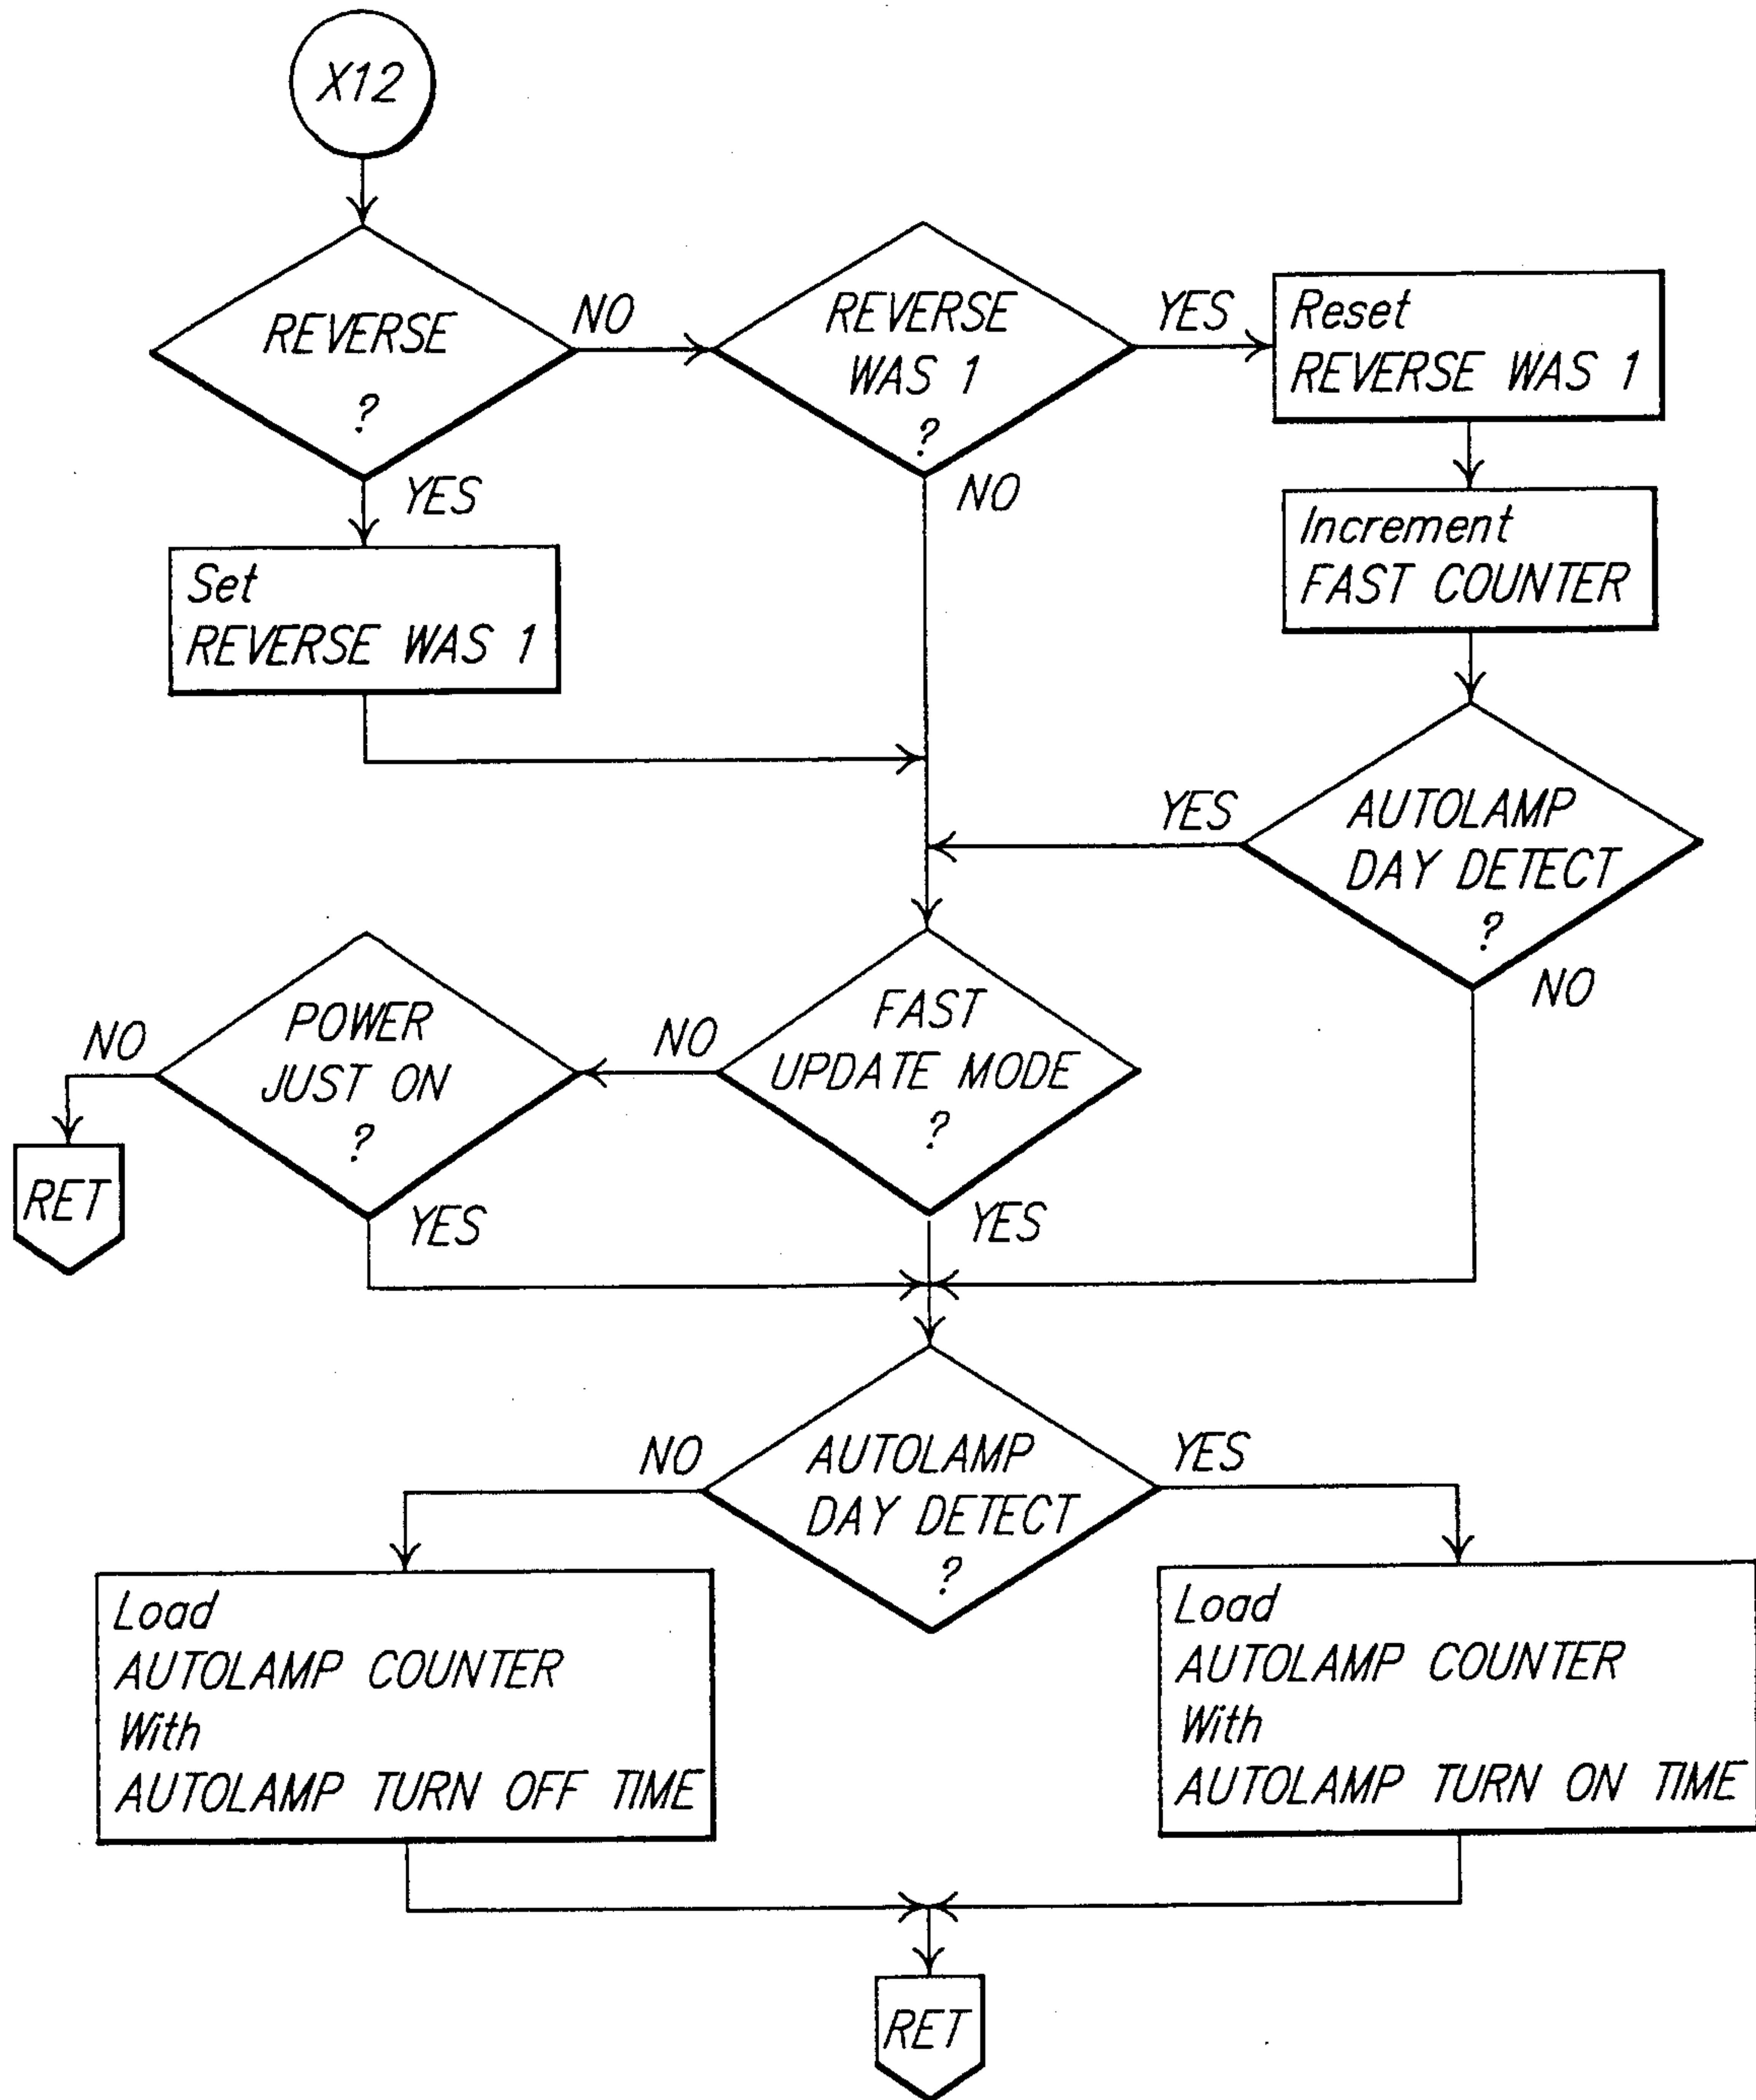 X12
REVERSE
?
NO
YES
REVERSE
WAS 1
?
YES
NO
Reset
REVERSE WAS 1
Increment
FAST COUNTER
Set
REVERSE WAS 1
AUTOLAMP
DAY DETECT
?
YES
NO
FAST
UPDATE MODE
?
NO
YES
POWER
JUST ON
?
NO
YES
RET
AUTOLAMP
DAY DETECT
?
NO
YES
Load
AUTOLAMP COUNTER
With
AUTOLAMP TURN OFF TIME
Load
AUTOLAMP COUNTER
With
AUTOLAMP TURN ON TIME
RET